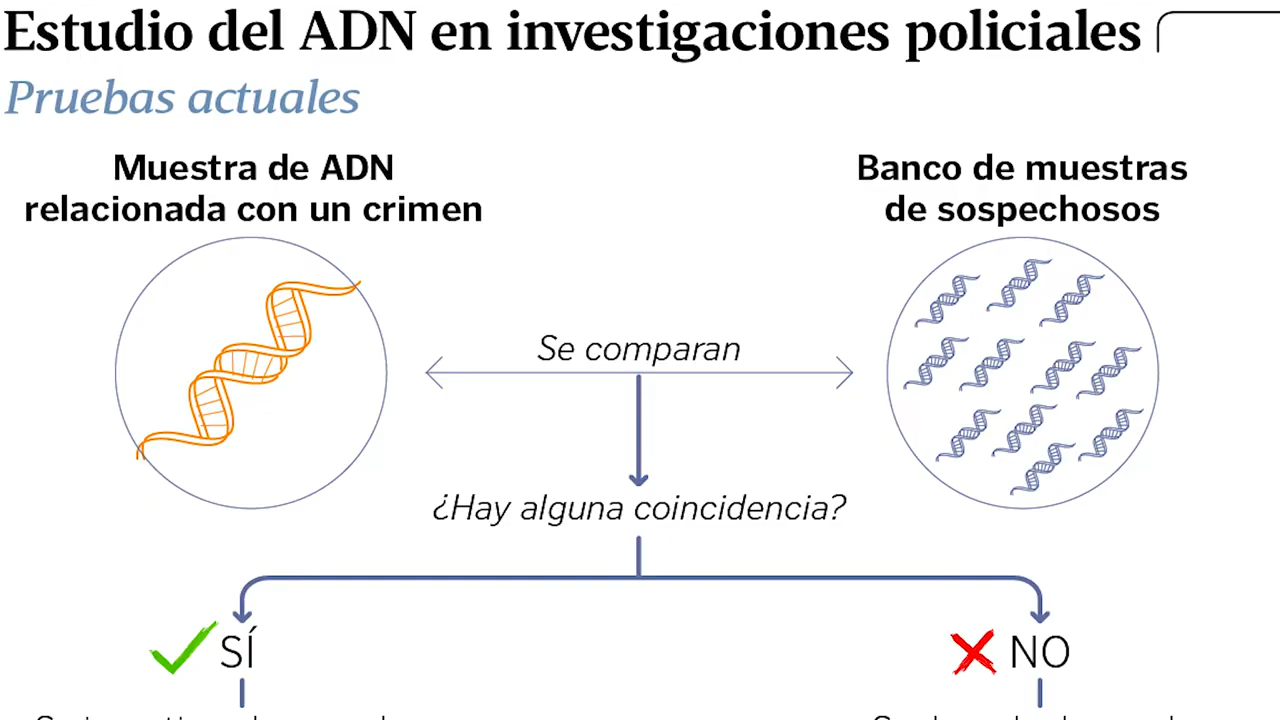 Estudio del ADN en investigaciones policiales
Pruebas actuales
Muestra de ADN
relacionada con un crimen
Banco de muestras
de sospechosos
Se comparan
¿Hay alguna coincidencia?
SÍ
NO